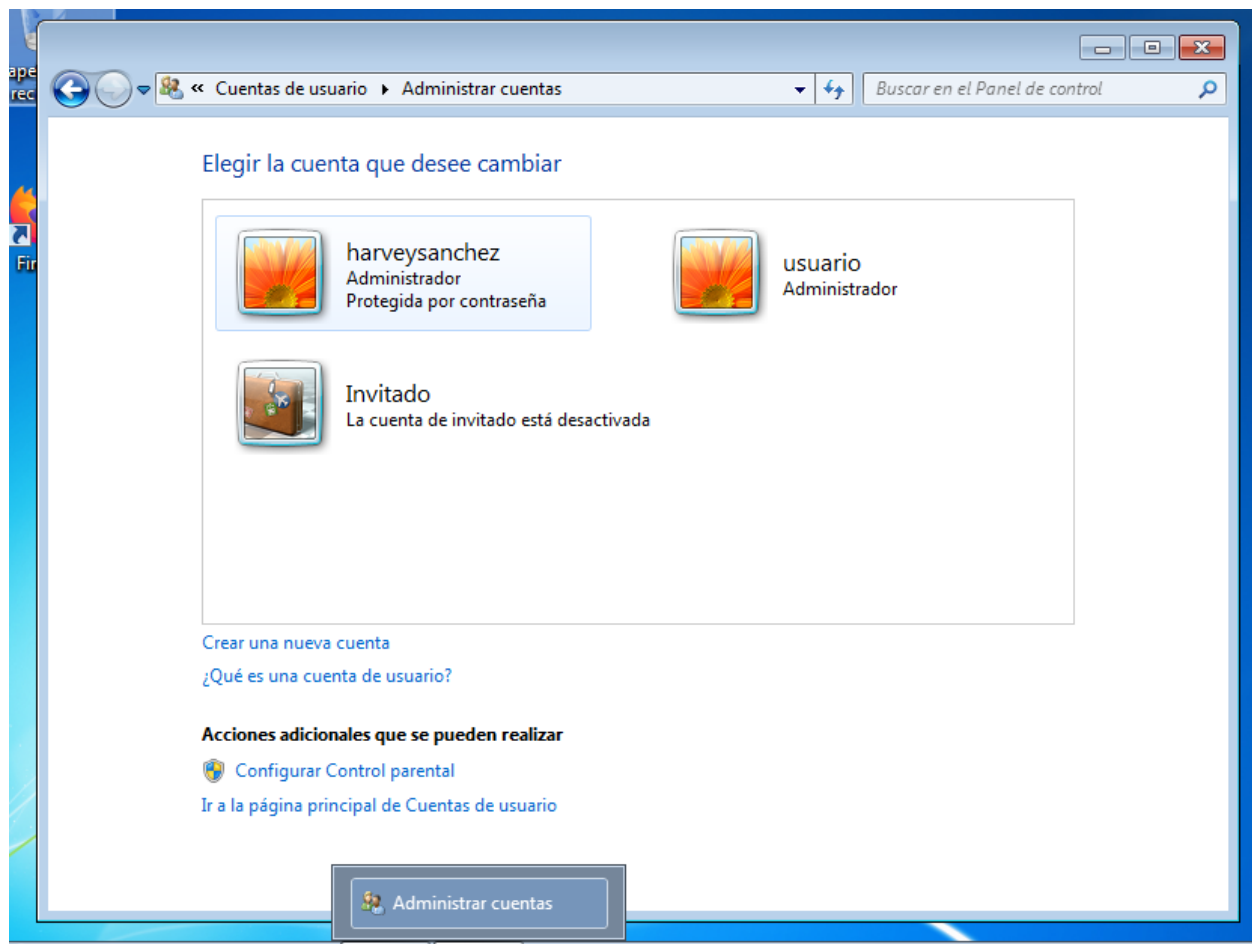 « Cuentas de usuario ▸ Administrar cuentas
Buscar en el Panel de control
Elegir la cuenta que desee cambiar
harveysanchez
Administrador
Protegida por contraseña
usuario
Administrador
Invitado
La cuenta de invitado está desactivada
Crear una nueva cuenta
¿Qué es una cuenta de usuario?
Acciones adicionales que se pueden realizar
Configurar Control parental
Ir a la página principal de Cuentas de usuario
Administrar cuentas